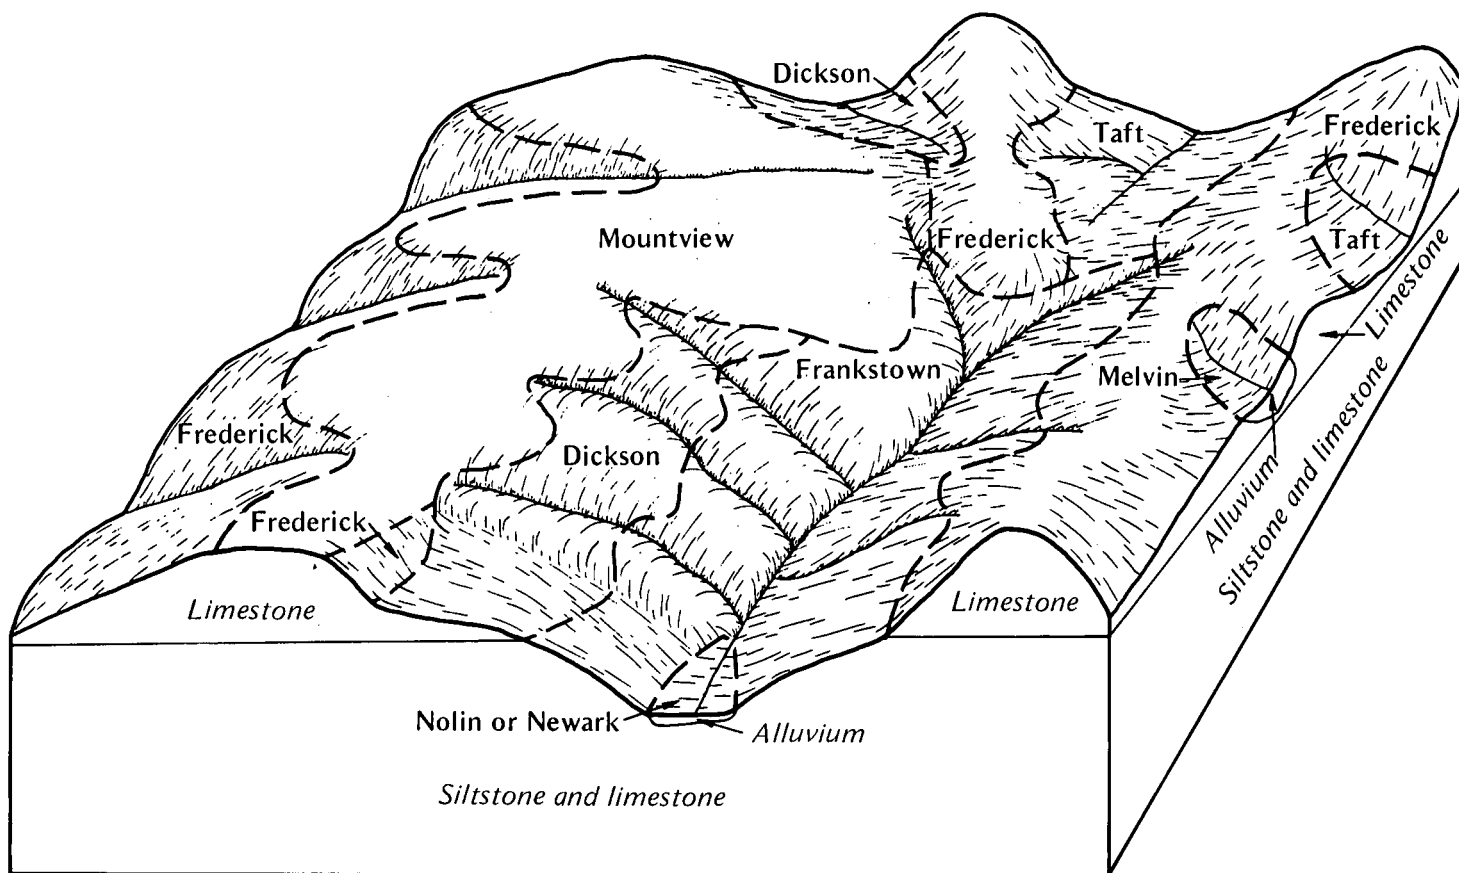 Dickson
Taft
Frederick
Mountview
Frederick
Taft
Limestone
Frankstown
Melvin
Frederick
Dickson
Frederick
Alluvium
Siltstone and limestone
Limestone
Limestone
Nolin or Newark
Alluvium
Siltstone and limestone